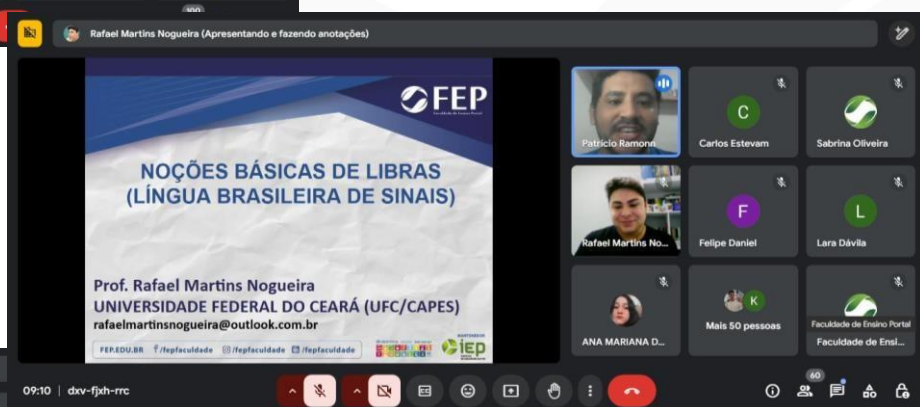 100
Rafael Martins Nogueira (Apresentando e fazendo anotações)
FEP
NOÇÕES BÁSICAS DE LIBRAS
(LÍNGUA BRASILEIRA DE SINAIS)
Prof. Rafael Martins Nogueira
UNIVERSIDADE FEDERAL DO CEARÁ (UFC/CAPES)
rafaelmartinsnogueira@outlook.com.br
FEP.EDU.BR /fepfaculdade /fepfaculdade /fepfaculdade
iep
Patrício Ramonn
C
Carlos Estevam
Sabrina Oliveira
Rafael Martins No...
F
Felipe Daniel
L
Lara Dávila
ANA MARIANA D...
K
Mais 50 pessoas
Faculdade de Ensino Portal
Faculdade de Ensi...
09:10 | dxv-fjxh-rrc
60